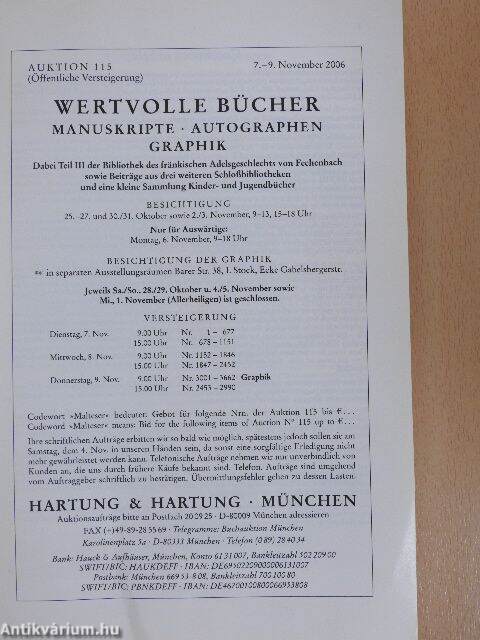 AUKTION 115 7.–9. November 2006
(Öffentliche Versteigerung)
WERTVOLLE BÜCHER
MANUSKRIPTE · AUTOGRAPHEN
GRAPHIK
Dabei Teil III der Bibliothek des fränkischen Adelsgeschlechts von Fechenbach
sowie Beiträge aus drei weiteren Schloßbibliotheken
und eine kleine Sammlung Kinder- und Jugendbücher
BESICHTIGUNG
25.–27. und 30./31. Oktober sowie 2./3. November, 9–13, 15–18 Uhr
Nur für Auswärtige:
Montag, 6. November, 9–18 Uhr
BESICHTIGUNG DER GRAPHIK
** in separaten Ausstellungsräumen Barer Str. 38, I. Stock, Ecke Gabelsbergerstr.
Jeweils Sa./So., 28./29. Oktober u. 4./5. November sowie
Mi., 1. November (Allerheiligen) ist geschlossen.
VERSTEIGERUNG
Dienstag, 7. Nov. 9.00 Uhr Nr. 1 – 677
15.00 Uhr Nr. 678 – 1151
Mittwoch, 8. Nov. 9.00 Uhr Nr. 1152 – 1846
15.00 Uhr Nr. 1847 – 2452
Donnerstag, 9. Nov. 9.00 Uhr Nr. 3001 – 3662 Graphik
15.00 Uhr Nr. 2453 – 2990
Codewort »Malteser« bedeutet: Gebot für folgende Nrn. der Auktion 115 bis € . . .
Codeword »Malteser« means: Bid for the following items of Auction N° 115 up to € . . .
Ihre schriftlichen Aufträge erbitten wir so bald wie möglich, spätestens jedoch sollen sie am
Samstag, dem 4. Nov. in unseren Händen sein, da sonst eine sorgfältige Erledigung nicht
mehr gewährleistet werden kann. Telefonische Aufträge nehmen wir nur unverbindlich von
Kunden an, die uns durch frühere Käufe bekannt sind. Telefon. Aufträge sind umgehend
vom Auftraggeber schriftlich zu bestätigen. Übermittlungsfehler gehen zu dessen Lasten.
HARTUNG & HARTUNG · MÜNCHEN
Auktionsaufträge bitte an Postfach 20 09 25 · D-80009 München adressieren
FAX (+)49-89-28 55 69 · Telegramme: Buchauktion München
Karolinenplatz 5a · D-80333 München · Telefon (0 89) 28 40 34
Bank: Hauck & Aufhäuser, München, Konto 61 31 007, Bankleitzahl 502 209 00
SWIFT/BIC: HAUKDEFF · IBAN: DE69502209000006131007
Postbank: München 66 9 53-8 08, Bankleitzahl 700 100 80
SWIFT/BIC: PBNKDEFF · IBAN: DE46700100800066953808
Antikvárium.hu